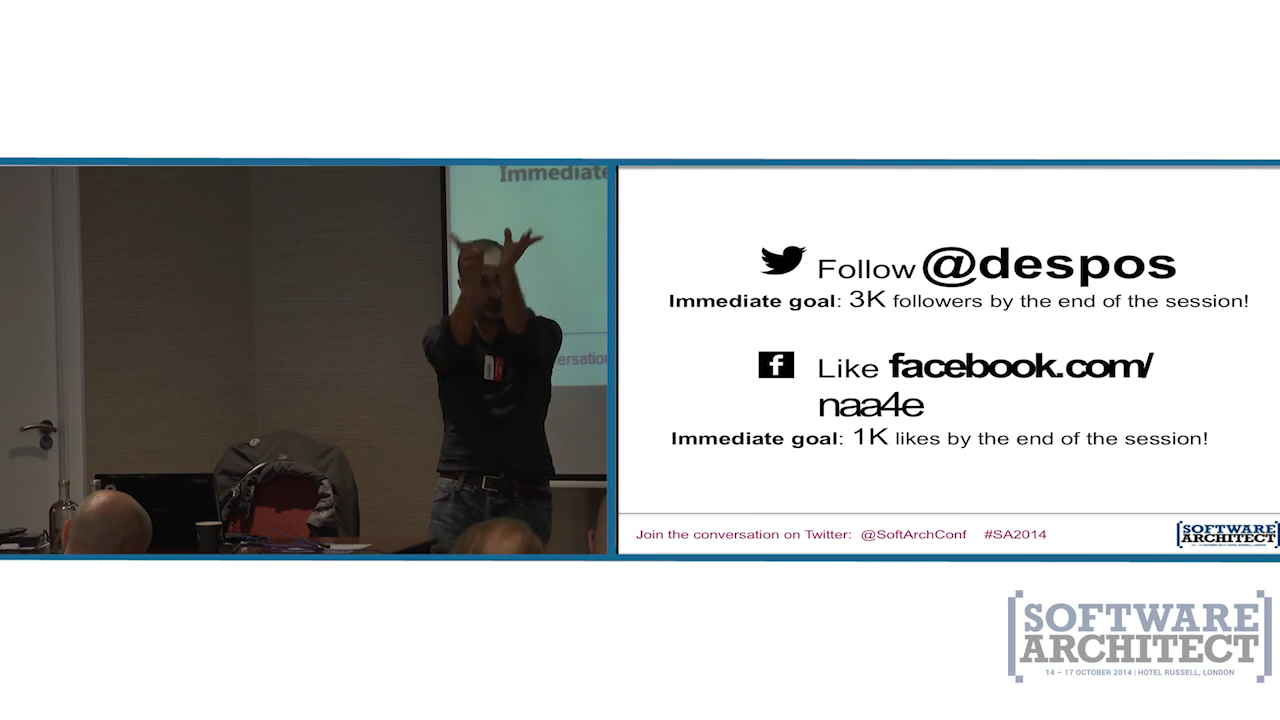 Immediate
ersation
Follow @despos
Immediate goal: 3K followers by the end of the session!
f Like facebook.com/
naa4e
Immediate goal: 1K likes by the end of the session!
Join the conversation on Twitter: @SoftArchConf #SA2014
[SOFTWARE
ARCHITECT]
[SOFTWARE
ARCHITECT]
14 – 17 OCTOBER 2014 | HOTEL RUSSELL, LONDON